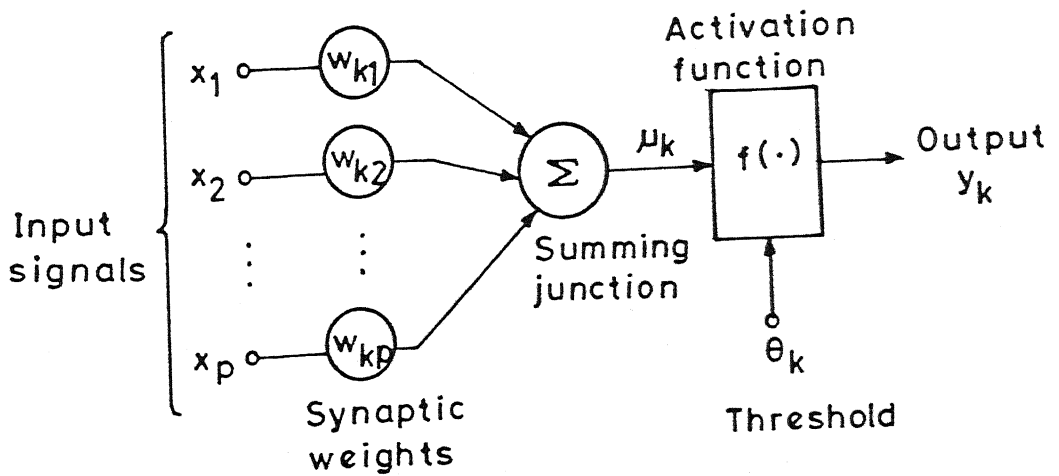 Activation
function
x1
wk1
x2
wk2
Σ
μk
f(·)
Output
yk
Input
signals
Summing
junction
xp
wkp
θk
Synaptic
weights
Threshold